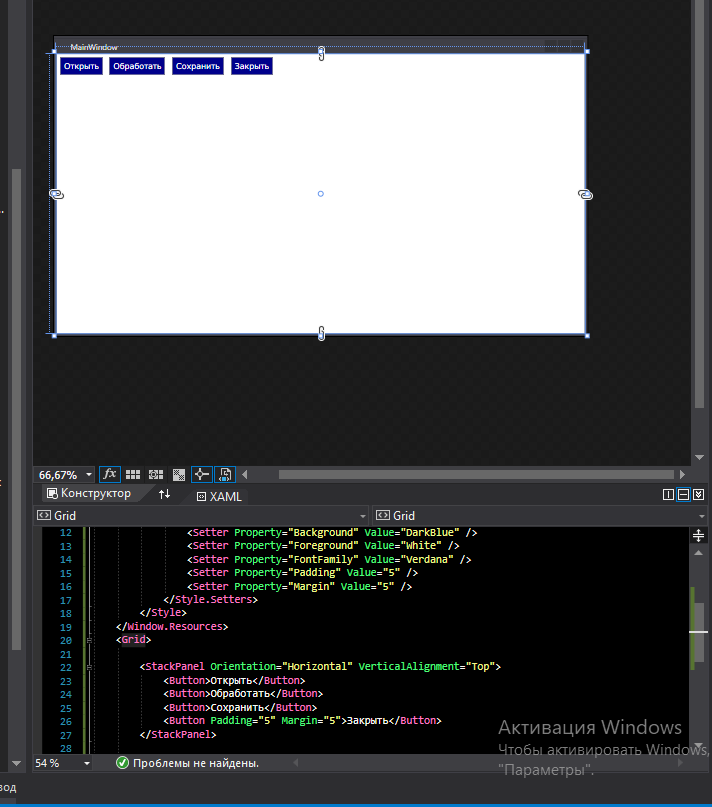 MainWindow
Открыть Обработать Сохранить Закрыть
66,67% fx
Конструктор XAML
Grid Grid
12 <Setter Property="Background" Value="DarkBlue" />
13 <Setter Property="Foreground" Value="White" />
14 <Setter Property="FontFamily" Value="Verdana" />
15 <Setter Property="Padding" Value="5" />
16 <Setter Property="Margin" Value="5" />
17 </Style.Setters>
18 </Style>
19 </Window.Resources>
20 <Grid>
21
22 <StackPanel Orientation="Horizontal" VerticalAlignment="Top">
23 <Button>Открыть</Button>
24 <Button>Обработать</Button>
25 <Button>Сохранить</Button>
26 <Button Padding="5" Margin="5">Закрыть</Button>
27 </StackPanel>
28
Активация Windows
Чтобы активировать Windows,
"Параметры".
54 % Проблемы не найдены.
вод